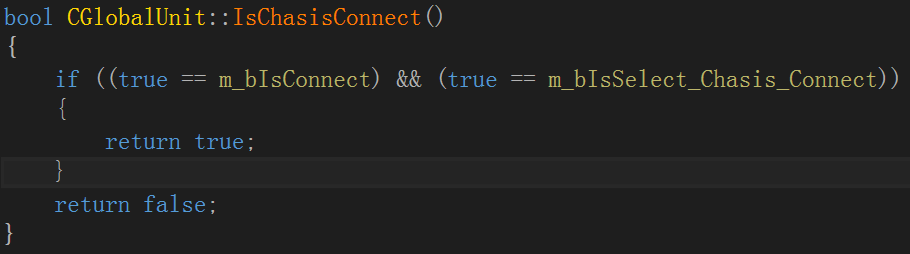 bool CGlobalUnit::IsChasisConnect()
{
    if ((true == m_bIsConnect) && (true == m_bIsSelect_Chasis_Connect))
    {
        return true;
    }
    return false;
}